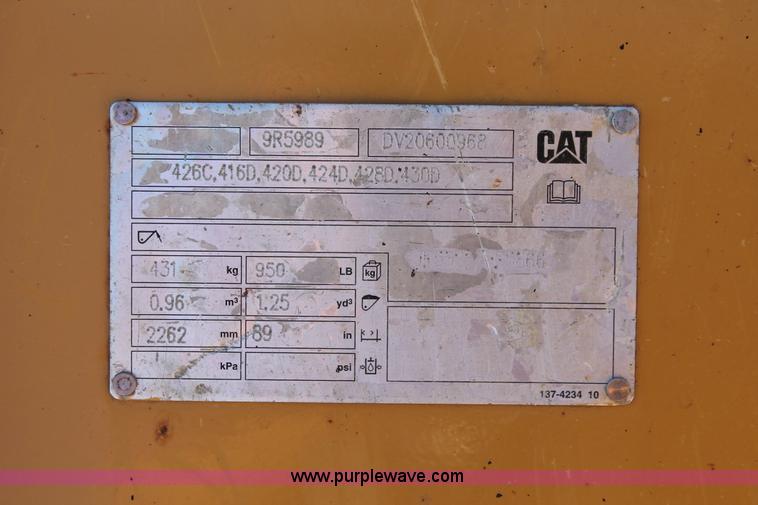 9R5989 DV20600968 CAT
426C,416D,420D,424D,428D,430D
431 kg 950 LB kg
0.96 m³ 1.25 yd³
2262 mm 89 in
kPa psi
137-4234 10
www.purplewave.com